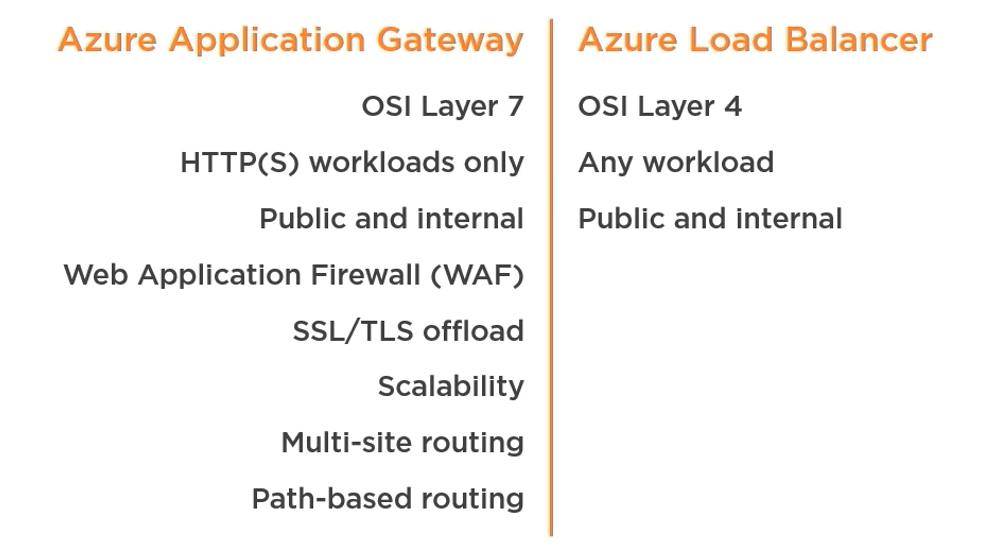 Azure Application Gateway
OSI Layer 7
HTTP(S) workloads only
Public and internal
Web Application Firewall (WAF)
SSL/TLS offload
Scalability
Multi-site routing
Path-based routing
Azure Load Balancer
OSI Layer 4
Any workload
Public and internal